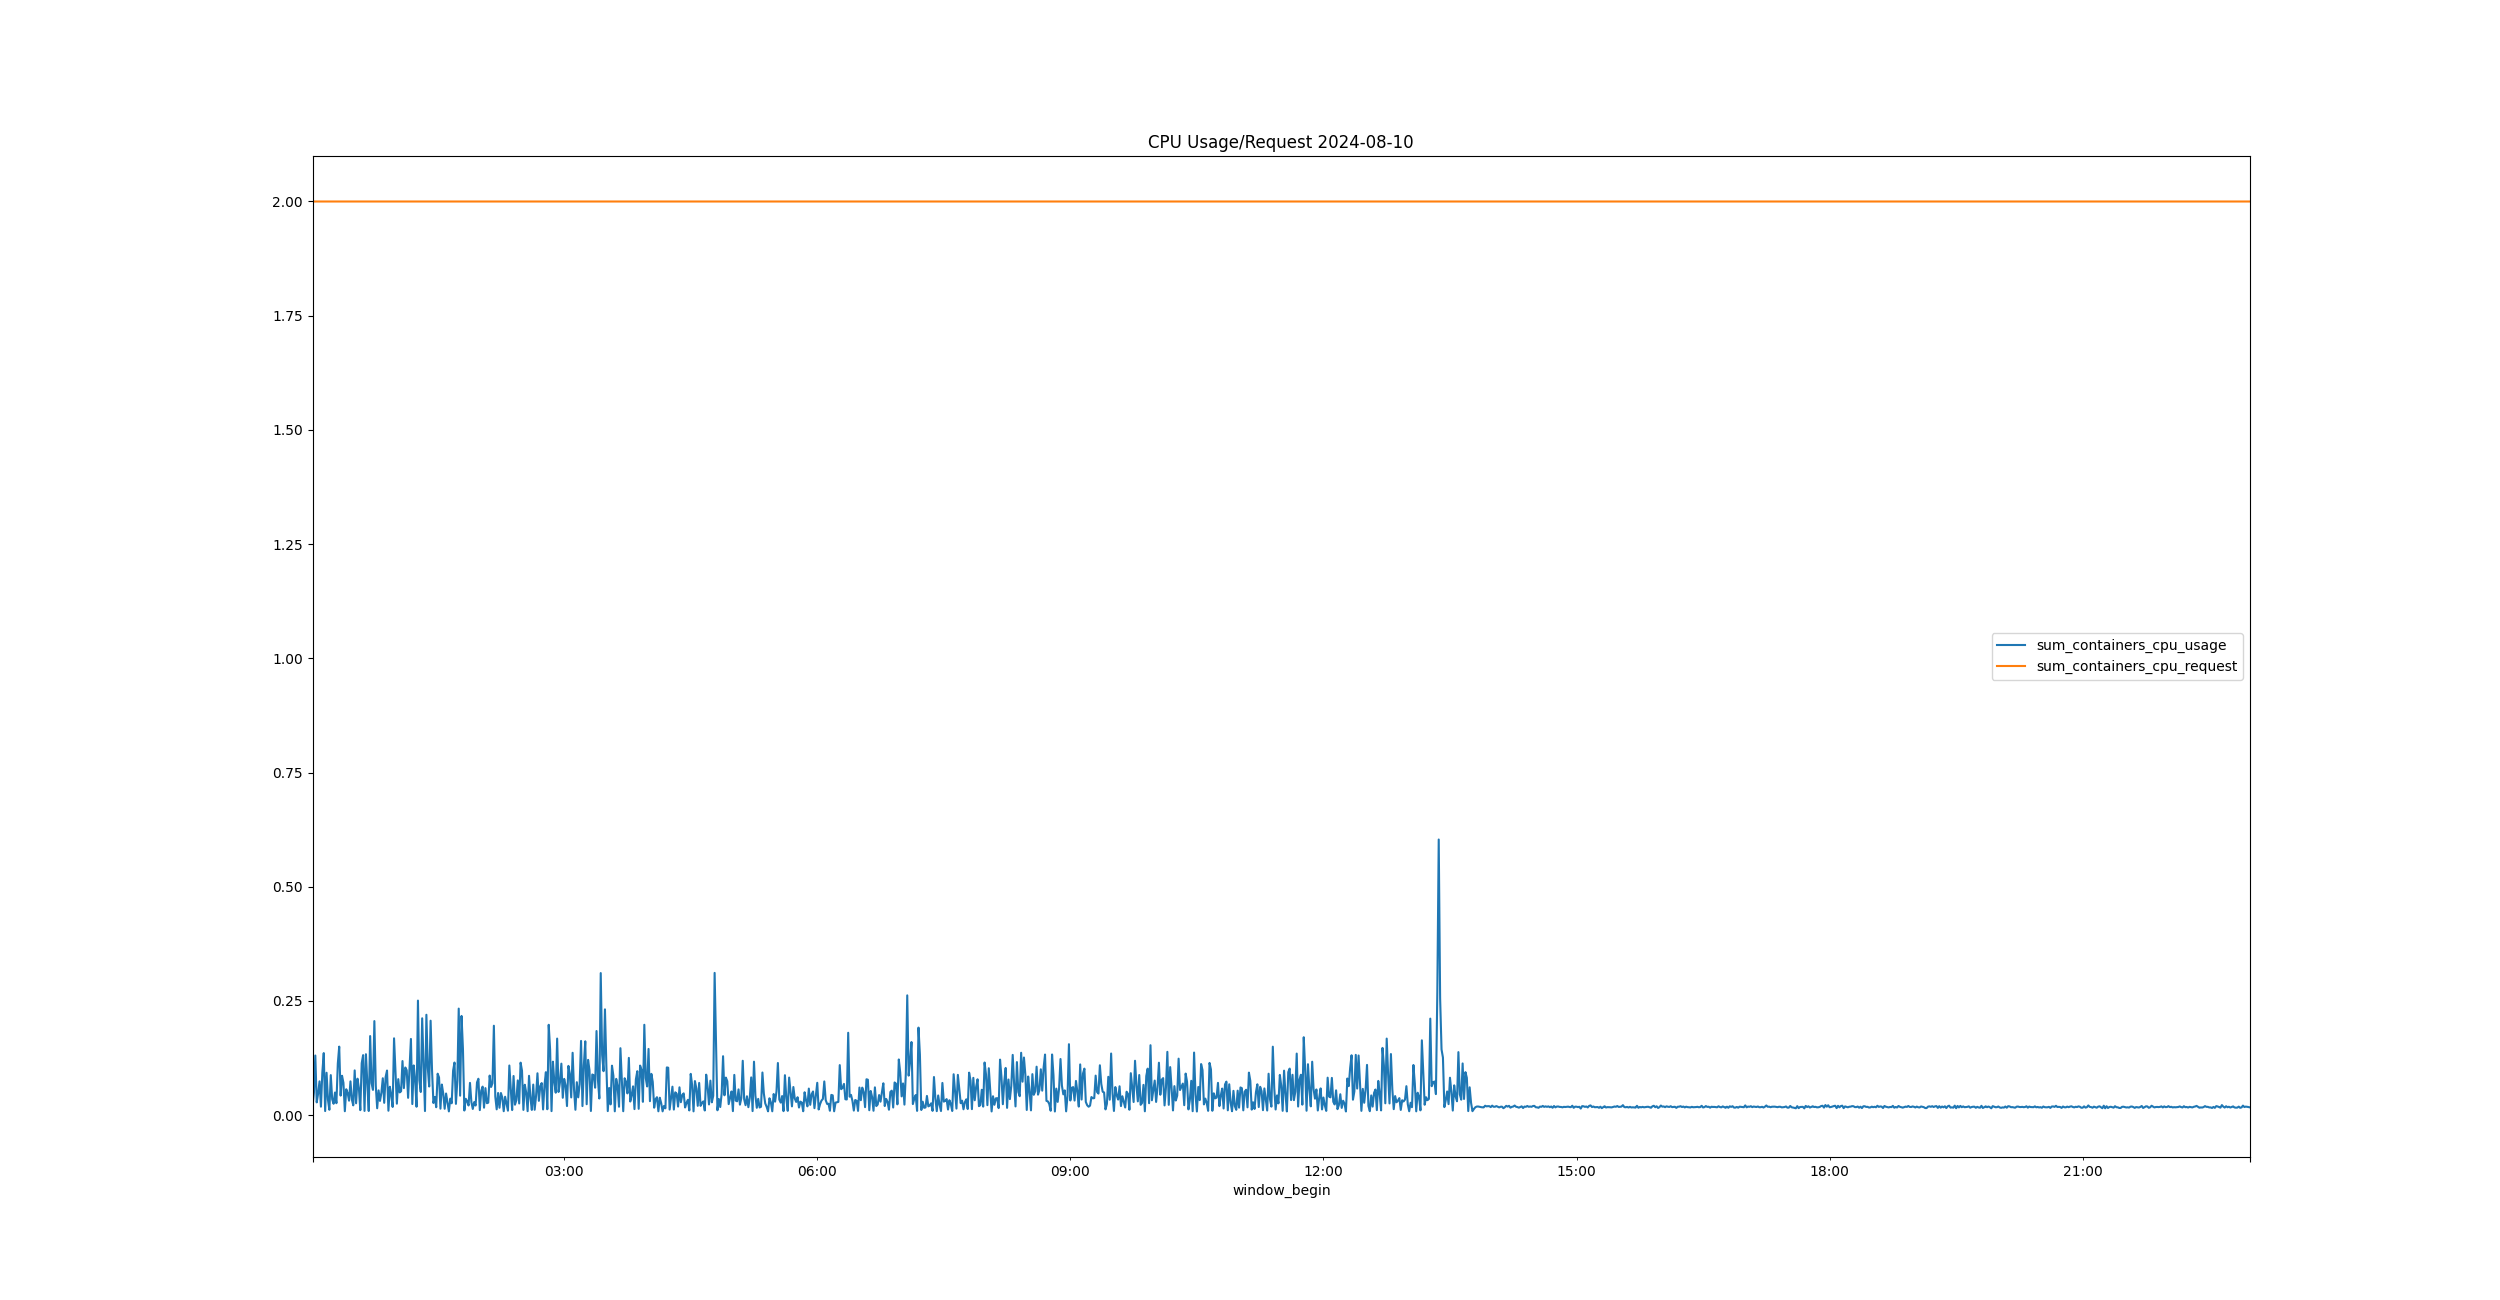 CPU Usage/Request 2024-08-10
2.00
1.75
1.50
1.25
1.00
0.75
0.50
0.25
0.00
sum_containers_cpu_usage
sum_containers_cpu_request
03:00 06:00 09:00 12:00 15:00 18:00 21:00
window_begin